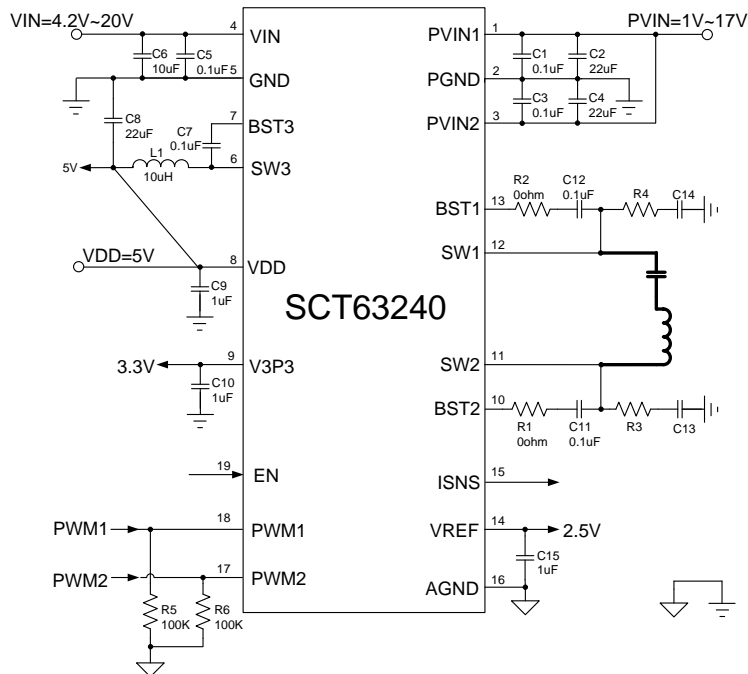 VIN=4.2V~20V
PVIN=1V~17V
4
VIN
PVIN1
1
C6
10uF
C5
0.1uF
C1
0.1uF
C2
22uF
5
GND
PGND
2
C8
22uF
C3
0.1uF
C4
22uF
7
BST3
PVIN2
3
C7
0.1uF
5V
L1
10uH
6
SW3
R2
0ohm
C12
0.1uF
R4
C14
BST1
13
SW1
12
VDD=5V
8
VDD
C9
1uF
SCT63240
3.3V
9
V3P3
SW2
11
C10
1uF
BST2
10
R1
0ohm
C11
0.1uF
R3
C13
19
EN
ISNS
15
PWM1
18
PWM1
VREF
14
2.5V
C15
1uF
PWM2
17
PWM2
AGND
16
R5
100K
R6
100K